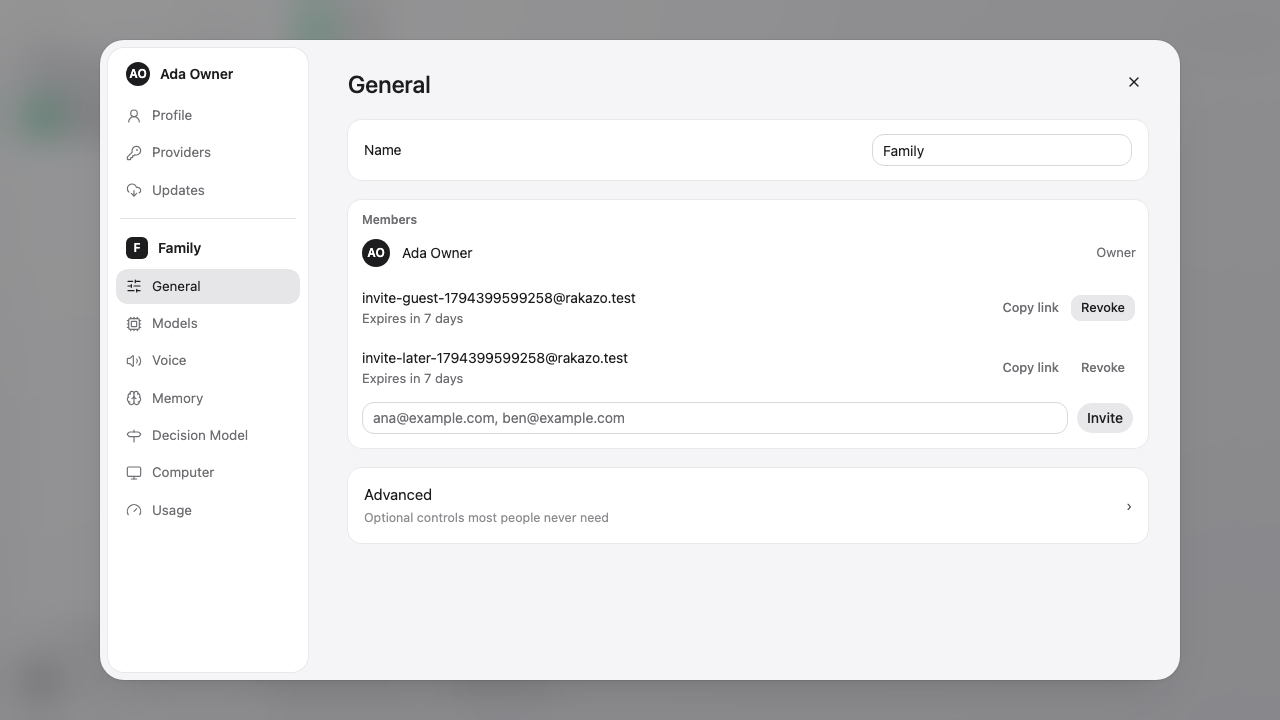 AO Ada Owner
Profile
Providers
Updates
F Family
General
Models
Voice
Memory
Decision Model
Computer
Usage
General
Name
Family
Members
AO Ada Owner
Owner
invite-guest-1794399599258@rakazo.test
Expires in 7 days
Copy link
Revoke
invite-later-1794399599258@rakazo.test
Expires in 7 days
Copy link
Revoke
ana@example.com, ben@example.com
Invite
Advanced
Optional controls most people never need